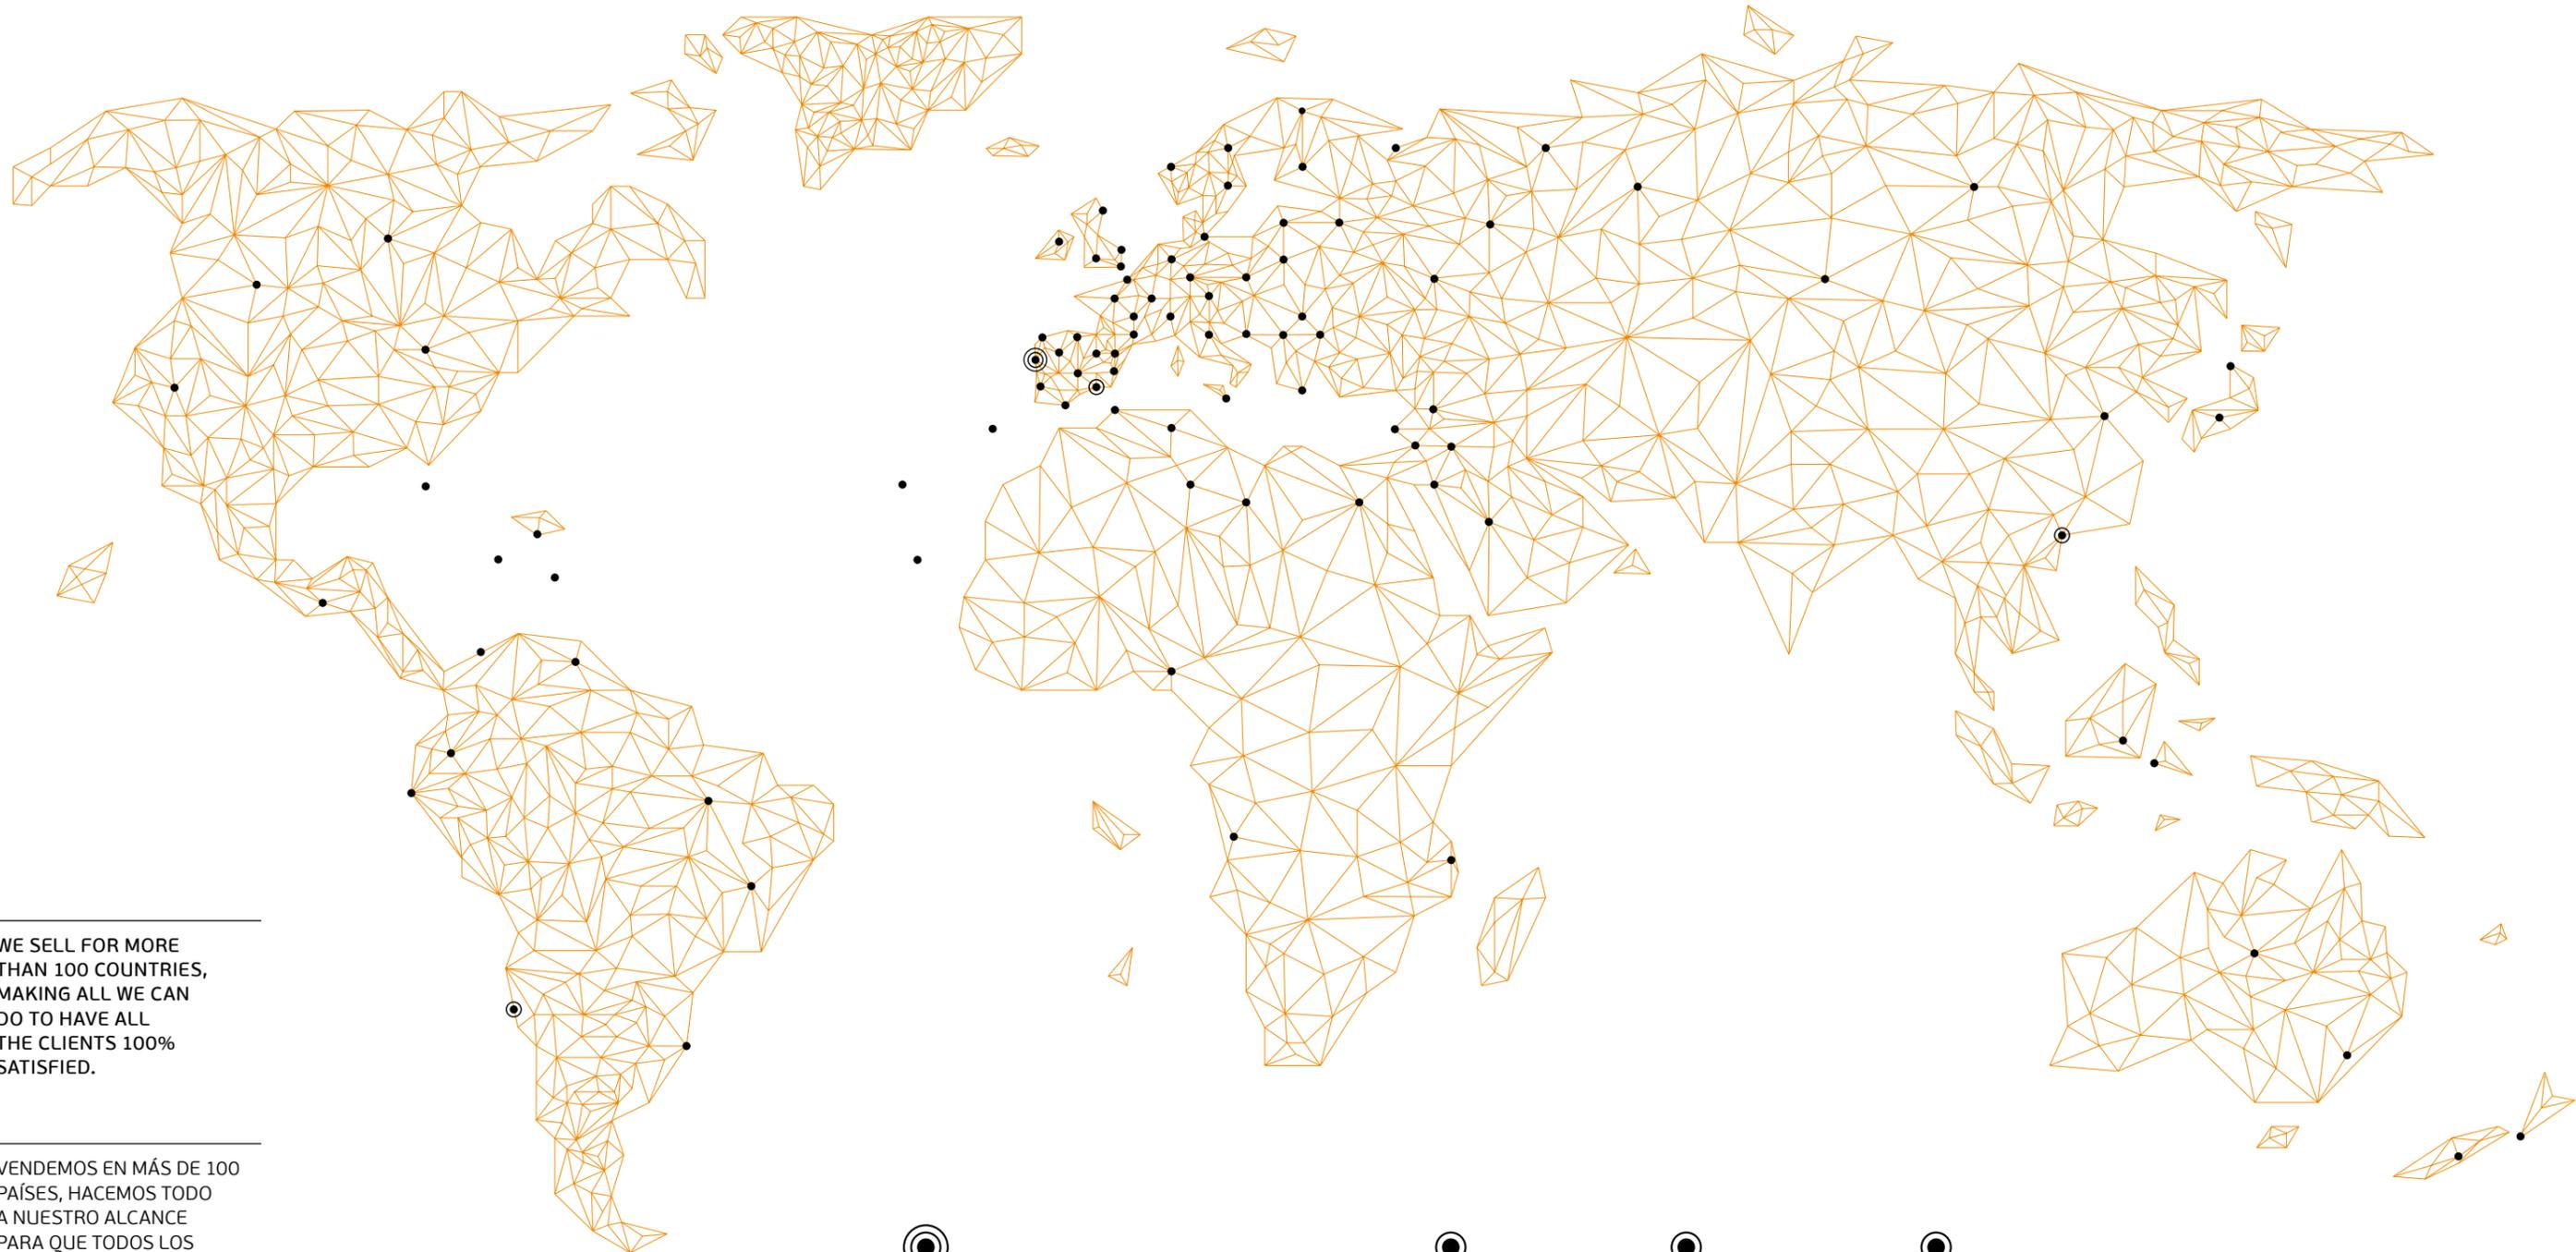 WE SELL FOR MORE
THAN 100 COUNTRIES,
MAKING ALL WE CAN
DO TO HAVE ALL
THE CLIENTS 100%
SATISFIED.
VENDEMOS EN MÁS DE 100
PAÍSES, HACEMOS TODO
A NUESTRO ALCANCE
PARA QUE TODOS LOS